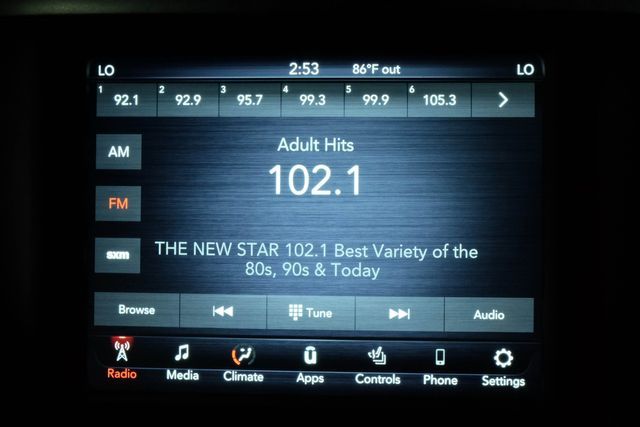 LO 2:53 86°F out LO
1 92.1 2 92.9 3 95.7 4 99.3 5 99.9 6 105.3
AM
Adult Hits
102.1
FM
sxm
THE NEW STAR 102.1 Best Variety of the
80s, 90s & Today
Browse Tune Audio
Radio Media Climate Apps Controls Phone Settings